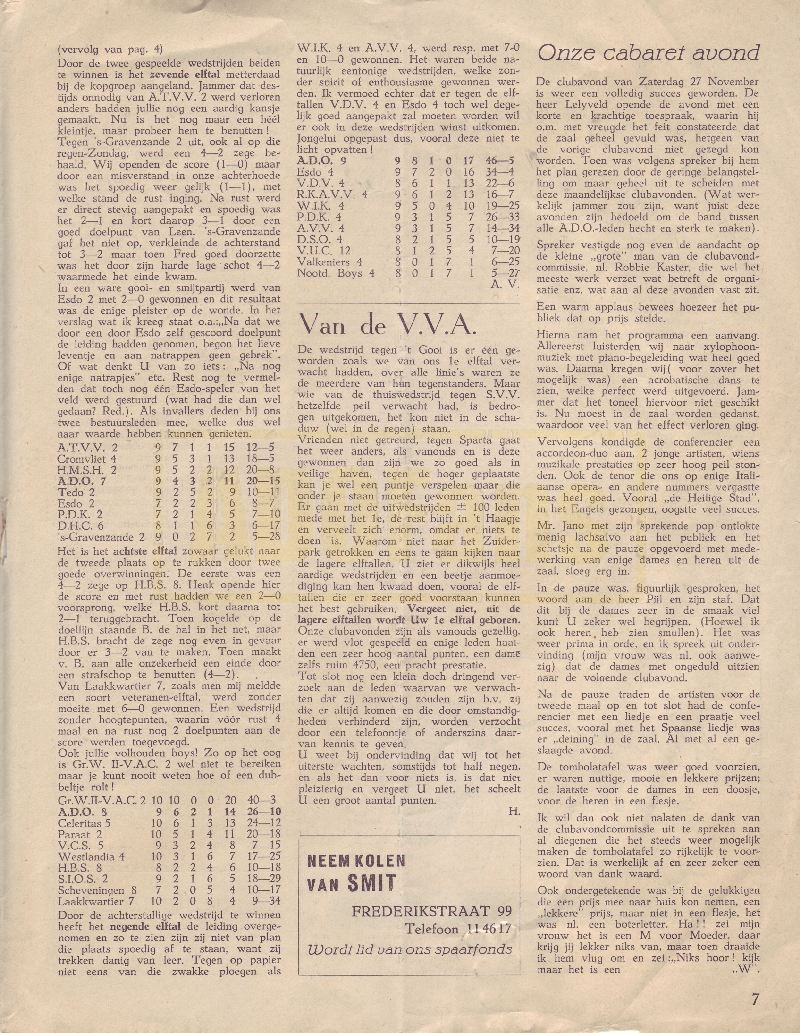 (vervolg van pag. 4)
Door de twee gespeelde wedstrijden beiden
te winnen is het zevende elftal metterdaad
bij de kopgroep aangeland. Jammer dat des-
tijds onnodig van A.T.V.V. 2 werd verloren
anders hadden jullie nog een aardig kansje
gemaakt. Nu is het nog maar een héél
kleintje, maar probeer hem te benutten!
Tegen 's-Gravenzande 2 uit, ook al op die
regen-Zondag, werd een 4—2 zege be-
haald. Wij openden de score (1—0) maar
door een misverstand in onze achterhoede
was het spoedig weer gelijk (1—1), met
welke stand de rust inging. Na rust werd
er direct stevig aangepakt en spoedig was
het 2—1 en kort daarop 3—1 door een
goed doelpunt van Laen. 's-Gravenzande
gaf het niet op, verkleinde de achterstand
tot 3—2 maar toen Fred goed doorzette
was het door zijn harde lage schot 4—2
waarmede het einde kwam.
In een ware gooi- en smijtpartij werd van
Esdo 2 met 2—0 gewonnen en dit resultaat
was de enige pleister op de wonde. In het
verslag wat ik kreeg staat o.a.:„Na dat we
door een door Esdo zelf gescoord doelpunt
de leiding hadden genomen, begon het lieve
leventje en aan natrappen geen gebrek".
Of wat denkt U van zo iets: „Na nog
enige natrapjes" etc. Rest nog te vermel-
den dat toch nog één Esdo-speler van het
veld werd gestuurd (wat had die dan wel
gedaan? Red.). Als invallers deden bij ons
twee bestuursleden mee, welke dus wel
naar waarde hebben kunnen genieten.
A.T.V.V. 2 9 7 1 1 15 12—5
Cromvliet 4 9 5 3 1 13 18—5
H.M.S.H. 2 9 5 2 2 12 20—8
A.D.O. 7 9 4 3 2 11 20—15
Tedo 2 9 2 5 2 9 10—11
Esdo 2 7 2 2 3 6 8—7
P.D.K. 2 7 2 1 4 5 7—10
D.H.C. 6 8 1 1 6 3 6—17
's-Gravenzande 2 9 0 2 7 2 5—28
Het is het achtste elftal zowaar gelukt naar
de tweede plaats op te rukken door twee
goede overwinningen. De eerste was een
4—2 zege op H.B.S. 8. Henk opende hier
de score en met rust hadden we een 2—0
voorsprong, welke H.B.S. kort daarna tot
2—1 terugbracht. Toen kogelde op de
doellijn staande B. de bal in het net, maar
H.B.S. bracht de zege nog even in gevaar
door er 3—2 van te maken. Toen maakt
v. B. aan alle onzekerheid een einde door
een strafschop te benutten (4—2).
Van Laakkwartier 7, zoals men mij meldde
een soort veteranen-elftal, werd zonder
moeite met 6—0 gewonnen. Een wedstrijd
zonder hoogtepunten, waarin vóór rust 4
maal en na rust nog 2 doelpunten aan de
score werden toegevoegd.
Ook jullie volhouden boys! Zo op het oog
is Gr.W. II-V.A.C. 2 wel niet te bereiken
maar je kunt nooit weten hoe of een dub-
beltje rolt!
Gr.W.II-V.A.C. 2 10 10 0 0 20 40—3
A.D.O. 8 9 6 2 1 14 26—10
Celeritas 5 10 6 1 3 13 24—12
Paraat 2 10 5 1 4 11 20—18
V.C.S. 5 9 3 2 4 8 7 15
Westlandia 4 10 3 1 6 7 17—25
H.B.S. 8 8 2 2 4 6 10—18
S.I.O.S. 2 9 2 1 6 5 18—29
Scheveningen 8 7 2 0 5 4 10—17
Laakkwartier 7 10 2 0 8 4 9—34
Door de achterstallige wedstrijd te winnen
heeft het negende elftal de leiding overge-
nomen en zo te zien zijn zij niet van plan
die plaats spoedig af te staan, want zij
trekken danig van leer. Tegen op papier
niet eens van die zwakke ploegen als
W.I.K. 4 en A.V.V. 4, werd resp. met 7-0
en 10—0 gewonnen. Het waren beide na-
tuurlijk eentonige wedstrijden, welke zon-
der spirit of enthousiasme gewonnen wer-
den. Ik vermoed echter dat er tegen de elf-
tallen V.D.V. 4 en Esdo 4 toch wel dege-
lijk goed aangepakt zal moeten worden wil
er ook in deze wedstrijden winst uitkomen.
Jongelui opgepast dus, vooral deze niet te
licht opvatten!
A.D.O. 9 9 8 1 0 17 46—5
Esdo 4 9 7 2 0 16 34—4
V.D.V. 4 8 6 1 1 13 22—6
R.K.A.V.V. 4 9 6 1 2 13 16—7
W.I.K. 4 9 5 0 4 10 19—25
P.D.K. 4 9 3 1 5 7 26—33
A.V.V. 4 9 3 1 5 7 14—34
D.S.O. 4 8 2 1 5 5 10—19
V.U.C. 12 8 1 2 5 4 7—20
Valkeniers 4 8 0 1 7 1 6—25
Nootd. Boys 4 8 0 1 7 1 5—27
A. V.
Van de V.V.A.
De wedstrijd tegen 't Gooi is er één ge-
worden zoals we van ons 1e elftal ver-
wacht hadden, over alle linie's waren ze
de meerdere van hun tegenstanders. Maar
wie van de thuiswedstrijd tegen S.V.V.
hetzelfde peil verwacht had, is bedro-
gen uitgekomen, het kon niet in de scha-
duw (wel in de regen) staan.
Vrienden niet getreurd, tegen Sparta gaat
het weer anders, als vanouds en is deze
gewonnen dan zijn we zo goed als in
veilige haven, tegen de hoger geplaatste
kan je wel een puntje verspelen maar die
onder je staan moeten gewonnen worden.
Er gaan met de uitwedstrijden ± 100 leden
mede met het 1e, de rest blijft in 't Haagje
en verveelt zich enorm, omdat er niets te
doen is. Waarom niet naar het Zuider-
park getrokken en eens te gaan kijken naar
de lagere elftallen. U ziet er dikwijls heel
aardige wedstrijden en een beetje aanmoe-
diging kan hen kwaad doen, vooral de elf-
tallen die er zeer goed voorstaan kunnen
het best gebruiken. Vergeet niet, uit de
lagere elftallen wordt Uw 1e elftal geboren.
Onze clubavonden zijn als vanouds gezellig,
er werd vlot gespeeld en enige leden haal-
den een zeer hoog aantal punten, een dame
zelfs ruim 4750, een pracht prestatie.
Tot slot nog een klein doch dringend ver-
zoek aan de leden waarvan we verwach-
ten dat zij aanwezig zouden zijn b.v. zij
die er altijd komen en die door omstandig-
heden verhinderd zijn, worden verzocht
door een telefoontje of anderszins daar-
van kennis te geven.
U weet bij ondervinding dat wij tot het
uiterste wachten, somstijds tot half negen,
en als het dan voor niets is, is dat niet
pleizierig en vergeet U niet, het scheelt
U een groot aantal punten.
H.
NEEM KOLEN
VAN SMIT
FREDERIKSTRAAT 99
Telefoon 114617
Wordt lid van ons spaarfonds
Onze cabaret avond
De clubavond van Zaterdag 27 November
is weer een volledig succes geworden. De
heer Lelyveld opende de avond met een
korte en krachtige toespraak, waarin hij
o.m. met vreugde het feit constateerde dat
de zaal geheel gevuld was, hetgeen van
de vorige clubavond niet gezegd kon
worden. Toen was volgens spreker bij hem
het plan gerezen door de geringe belangstel-
ling om maar geheel uit te scheiden met
deze maandelijkse clubavonden. (Wat wer-
kelijk jammer zou zijn, want juist deze
avonden zijn bedoeld om de band tussen
alle A.D.O.-leden hecht en sterk te maken).
Spreker vestigde nog even de aandacht op
de kleine „grote" man van de clubavond-
commissie, nl. Robbie Kaster, die wel het
meeste werk verzet wat betreft de organi-
satie enz. wat aan al deze avonden vast zit.
Een warm applaus bewees hoezeer het pu-
bliek dat op prijs stelde.
Hierna nam het programma een aanvang.
Allereerst luisterden wij naar xylophoon-
muziek met piano-begeleiding wat heel goed
was. Daarna kregen wij( voor zover het
mogelijk was) een acrobatische dans te
zien, welke perfect werd uitgevoerd. Jam-
mer dat het toneel hiervoor niet geschikt
is. Nu moest in de zaal worden gedanst,
waardoor veel van het effect verloren ging.
Vervolgens kondigde de conferencier een
accordeon-duo aan, 2 jonge artisten, wiens
muzikale prestaties op zeer hoog peil ston-
den. Ook de tenor die ons op enige Itali-
aanse opera- en andere nummers vergastte
was heel goed. Vooral „de Heilige Stad",
in het Engels gezongen, oogstte veel succes.
Mr. Jano met zijn sprekende pop ontlokte
menig lachsalvo aan het publiek en het
schetsje na de pauze opgevoerd met mede-
werking van enige dames en heren uit de
zaal, sloeg erg in.
In de pauze was, figuurlijk gesproken, het
woord aan de beer Pijl en zijn staf. Dat
dit bij de dames zeer in de smaak viel
kunt U zeker wel begrijpen. (Hoewel ik
ook heren heb zien smullen). Het was
weer prima in orde, en ik spreek uit onder-
vinding (mijn vrouw was nl. ook aanwe-
zig) dat de dames met ongeduld uitzien
naar de volgende clubavond.
Na de pauze traden de artisten voor de
tweede maal op en tot slot had de confe-
rencier met een liedje en een praatje veel
succes, vooral met het Spaanse liedje was
er „deining" in de zaal. Al met al een ge-
slaagde avond.
De tombolatafel was weer goed voorzien,
er waren nuttige, mooie en lekkere prijzen;
de laatste voor de dames in een doosje,
voor de heren in een flesje.
Ik wil dan ook niet nalaten de dank van
de clubavondcommissie uit te spreken aan
al diegenen die het steeds weer mogelijk
maken de tombolatafel zo rijkelijk te voor-
zien. Dat is werkelijk af en zeer zeker een
woord van dank waard.
Ook ondergetekende was bij de gelukkigen
die een prijs mee naar huis kon nemen, een
„lekkere" prijs, maar niet in een flesje, het
was nl. een boterletter. Ha!! zei mijn
vrouw het is een M voor Moeder, daar
krijg jij lekker niks van, maar toen draaide
ik hem vlug om en zei:„Niks hoor! kijk
maar het is een „W".
7